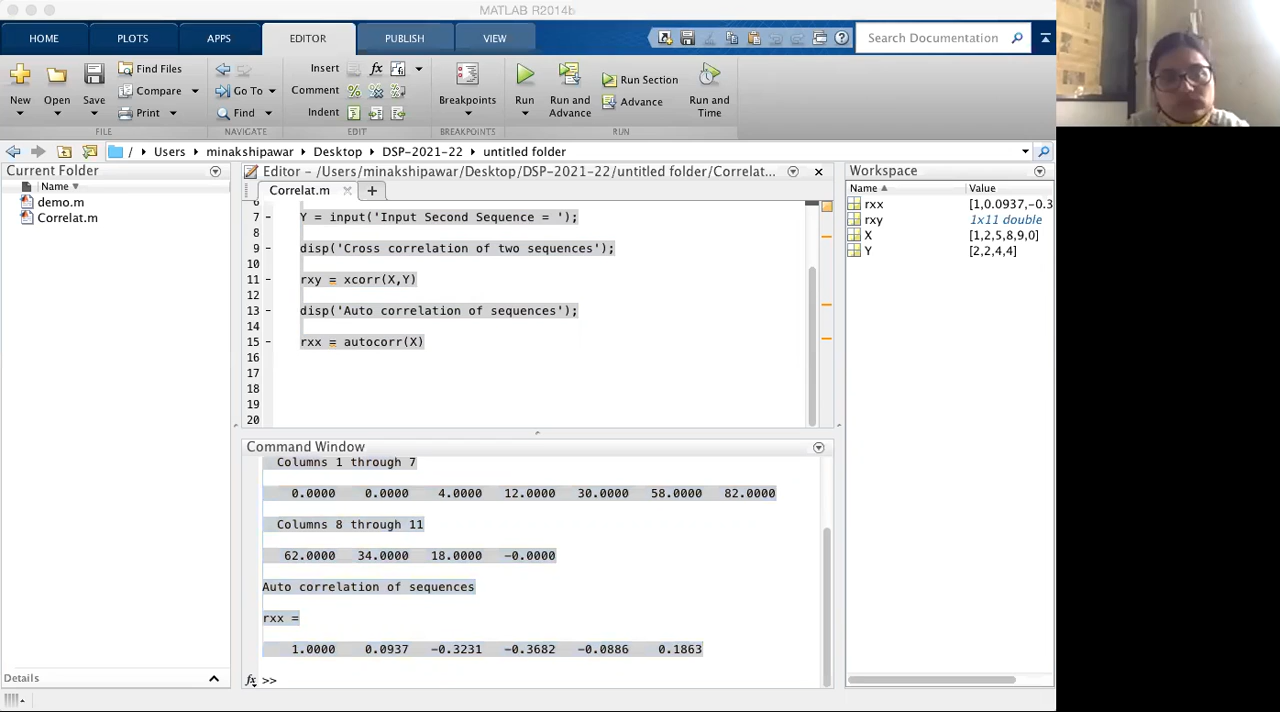 MATLAB R2014b
HOME PLOTS APPS EDITOR PUBLISH VIEW Search Documentation
New Open Save Find Files Compare Print
Go To Find
Insert fx Comment % Indent
Breakpoints
Run Run and Advance Run Section Advance Run and Time
FILE NAVIGATE EDIT BREAKPOINTS RUN
/ Users minakshipawar Desktop DSP-2021-22 untitled folder
Current Folder
Name
demo.m
Correlat.m
Details
Editor – /Users/minakshipawar/Desktop/DSP-2021-22/untitled folder/Correlat...
Correlat.m × +
7 – Y = input('Input Second Sequence = ');
8
9 – disp('Cross correlation of two sequences');
10
11 – rxy = xcorr(X,Y)
12
13 – disp('Auto correlation of sequences');
14
15 – rxx = autocorr(X)
16
17
18
19
20
Command Window
Columns 1 through 7
0.0000 0.0000 4.0000 12.0000 30.0000 58.0000 82.0000
Columns 8 through 11
62.0000 34.0000 18.0000 -0.0000
Auto correlation of sequences
rxx =
1.0000 0.0937 -0.3231 -0.3682 -0.0886 0.1863
fx >>
Workspace
Name Value
rxx [1,0.0937,-0.3
rxy 1x11 double
X [1,2,5,8,9,0]
Y [2,2,4,4]